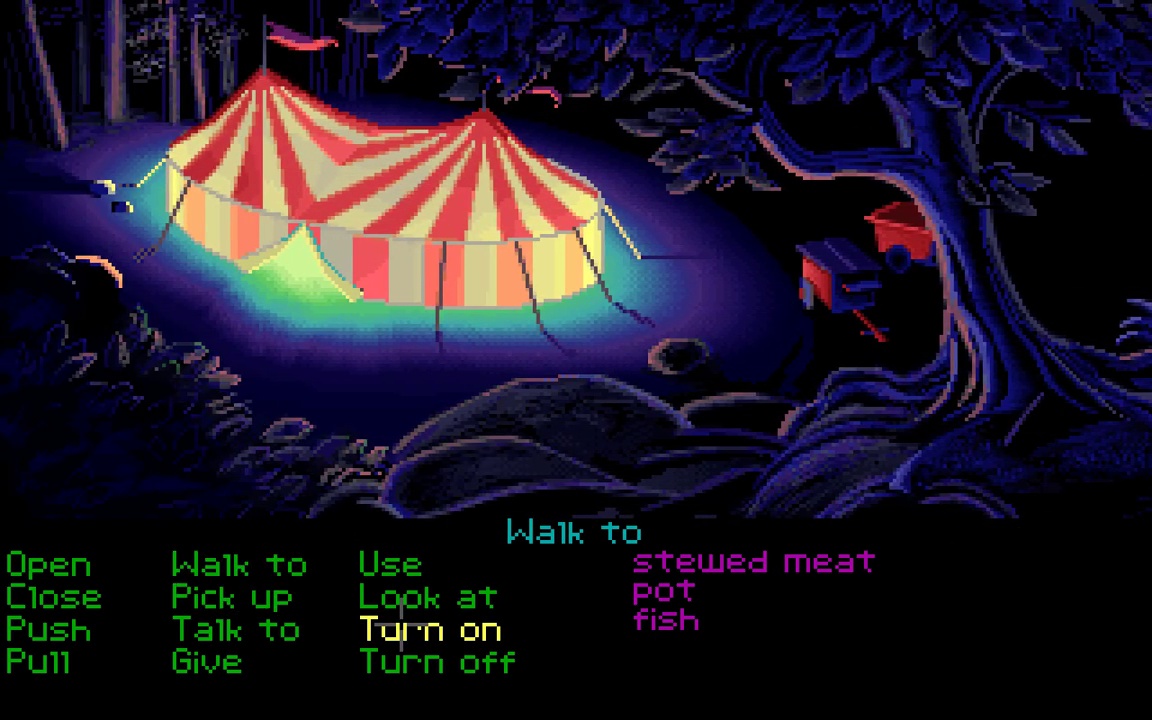 Walk to
Open Walk to Use stewed meat
Close Pick up Look at pot
Push Talk to Turn on fish
Pull Give Turn off